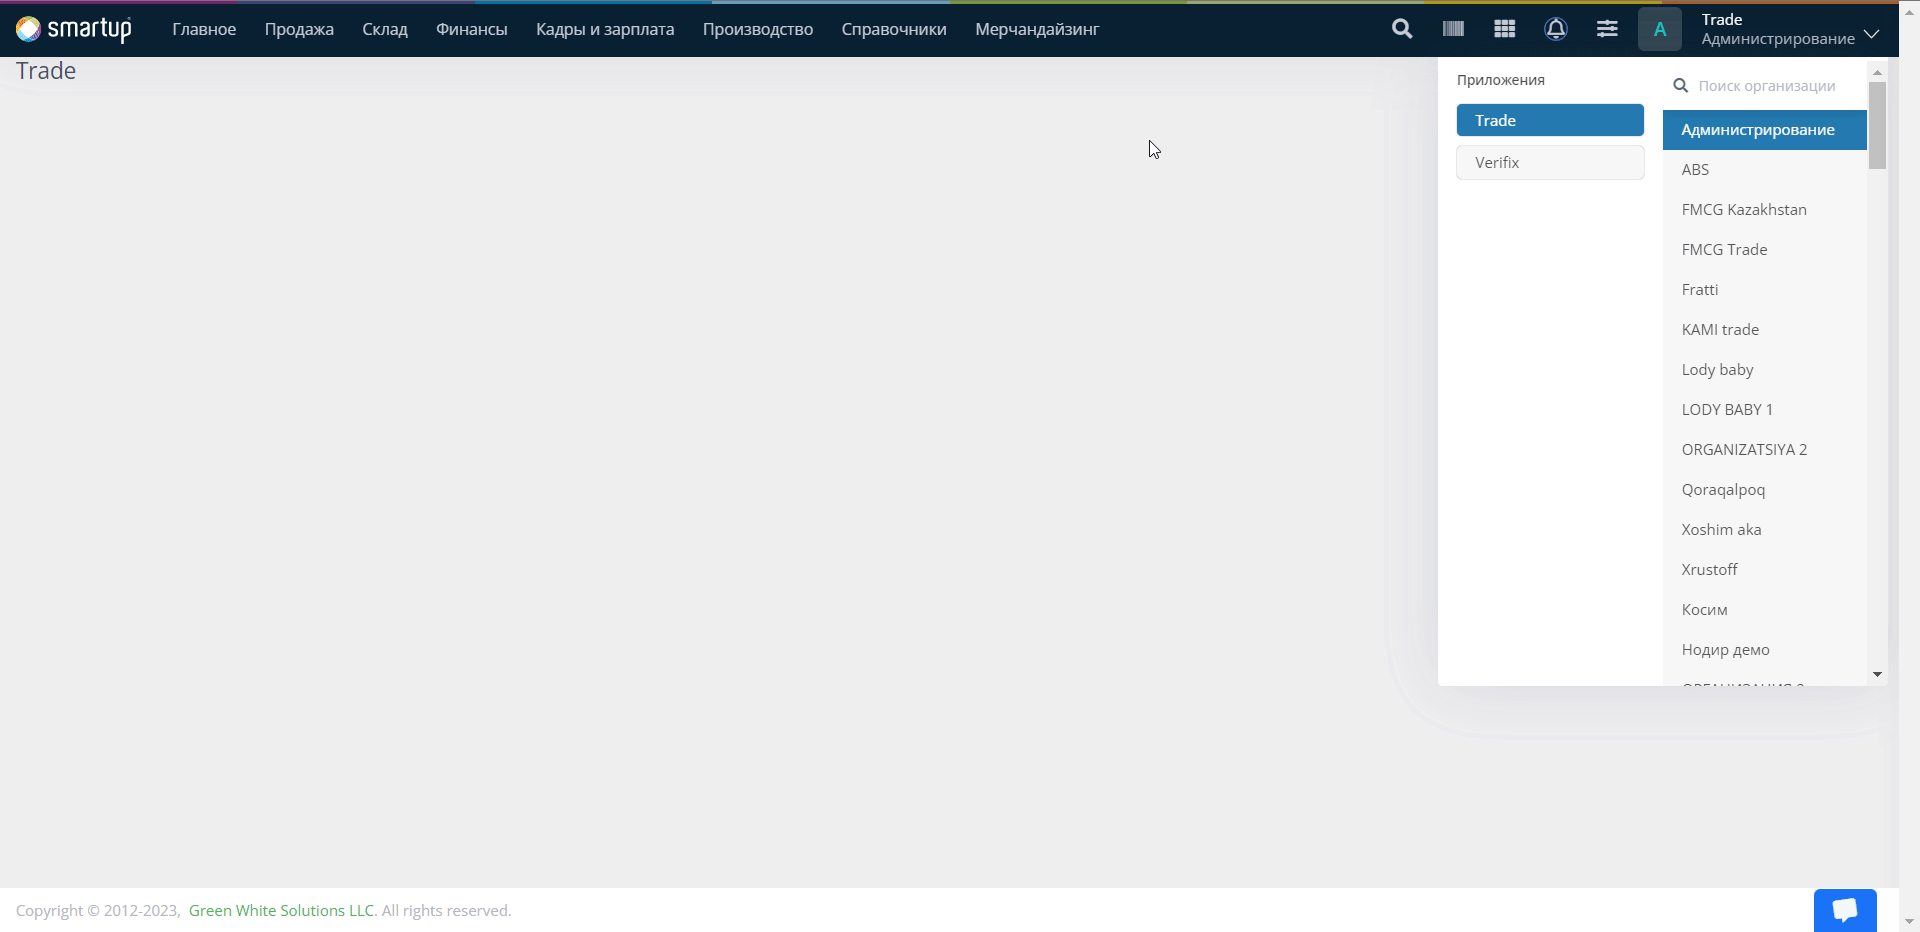 smartup
Главное Продажа Склад Финансы Кадры и зарплата Производство Справочники Мерчандайзинг
A
Trade
Администрирование
Trade
Приложения
Trade
Verifix
Поиск организации
Администрирование
ABS
FMCG Kazakhstan
FMCG Trade
Fratti
KAMI trade
Lody baby
LODY BABY 1
ORGANIZATSIYA 2
Qoraqalpoq
Xoshim aka
Xrustoff
Косим
Нодир демо
Copyright © 2012-2023, Green White Solutions LLC. All rights reserved.